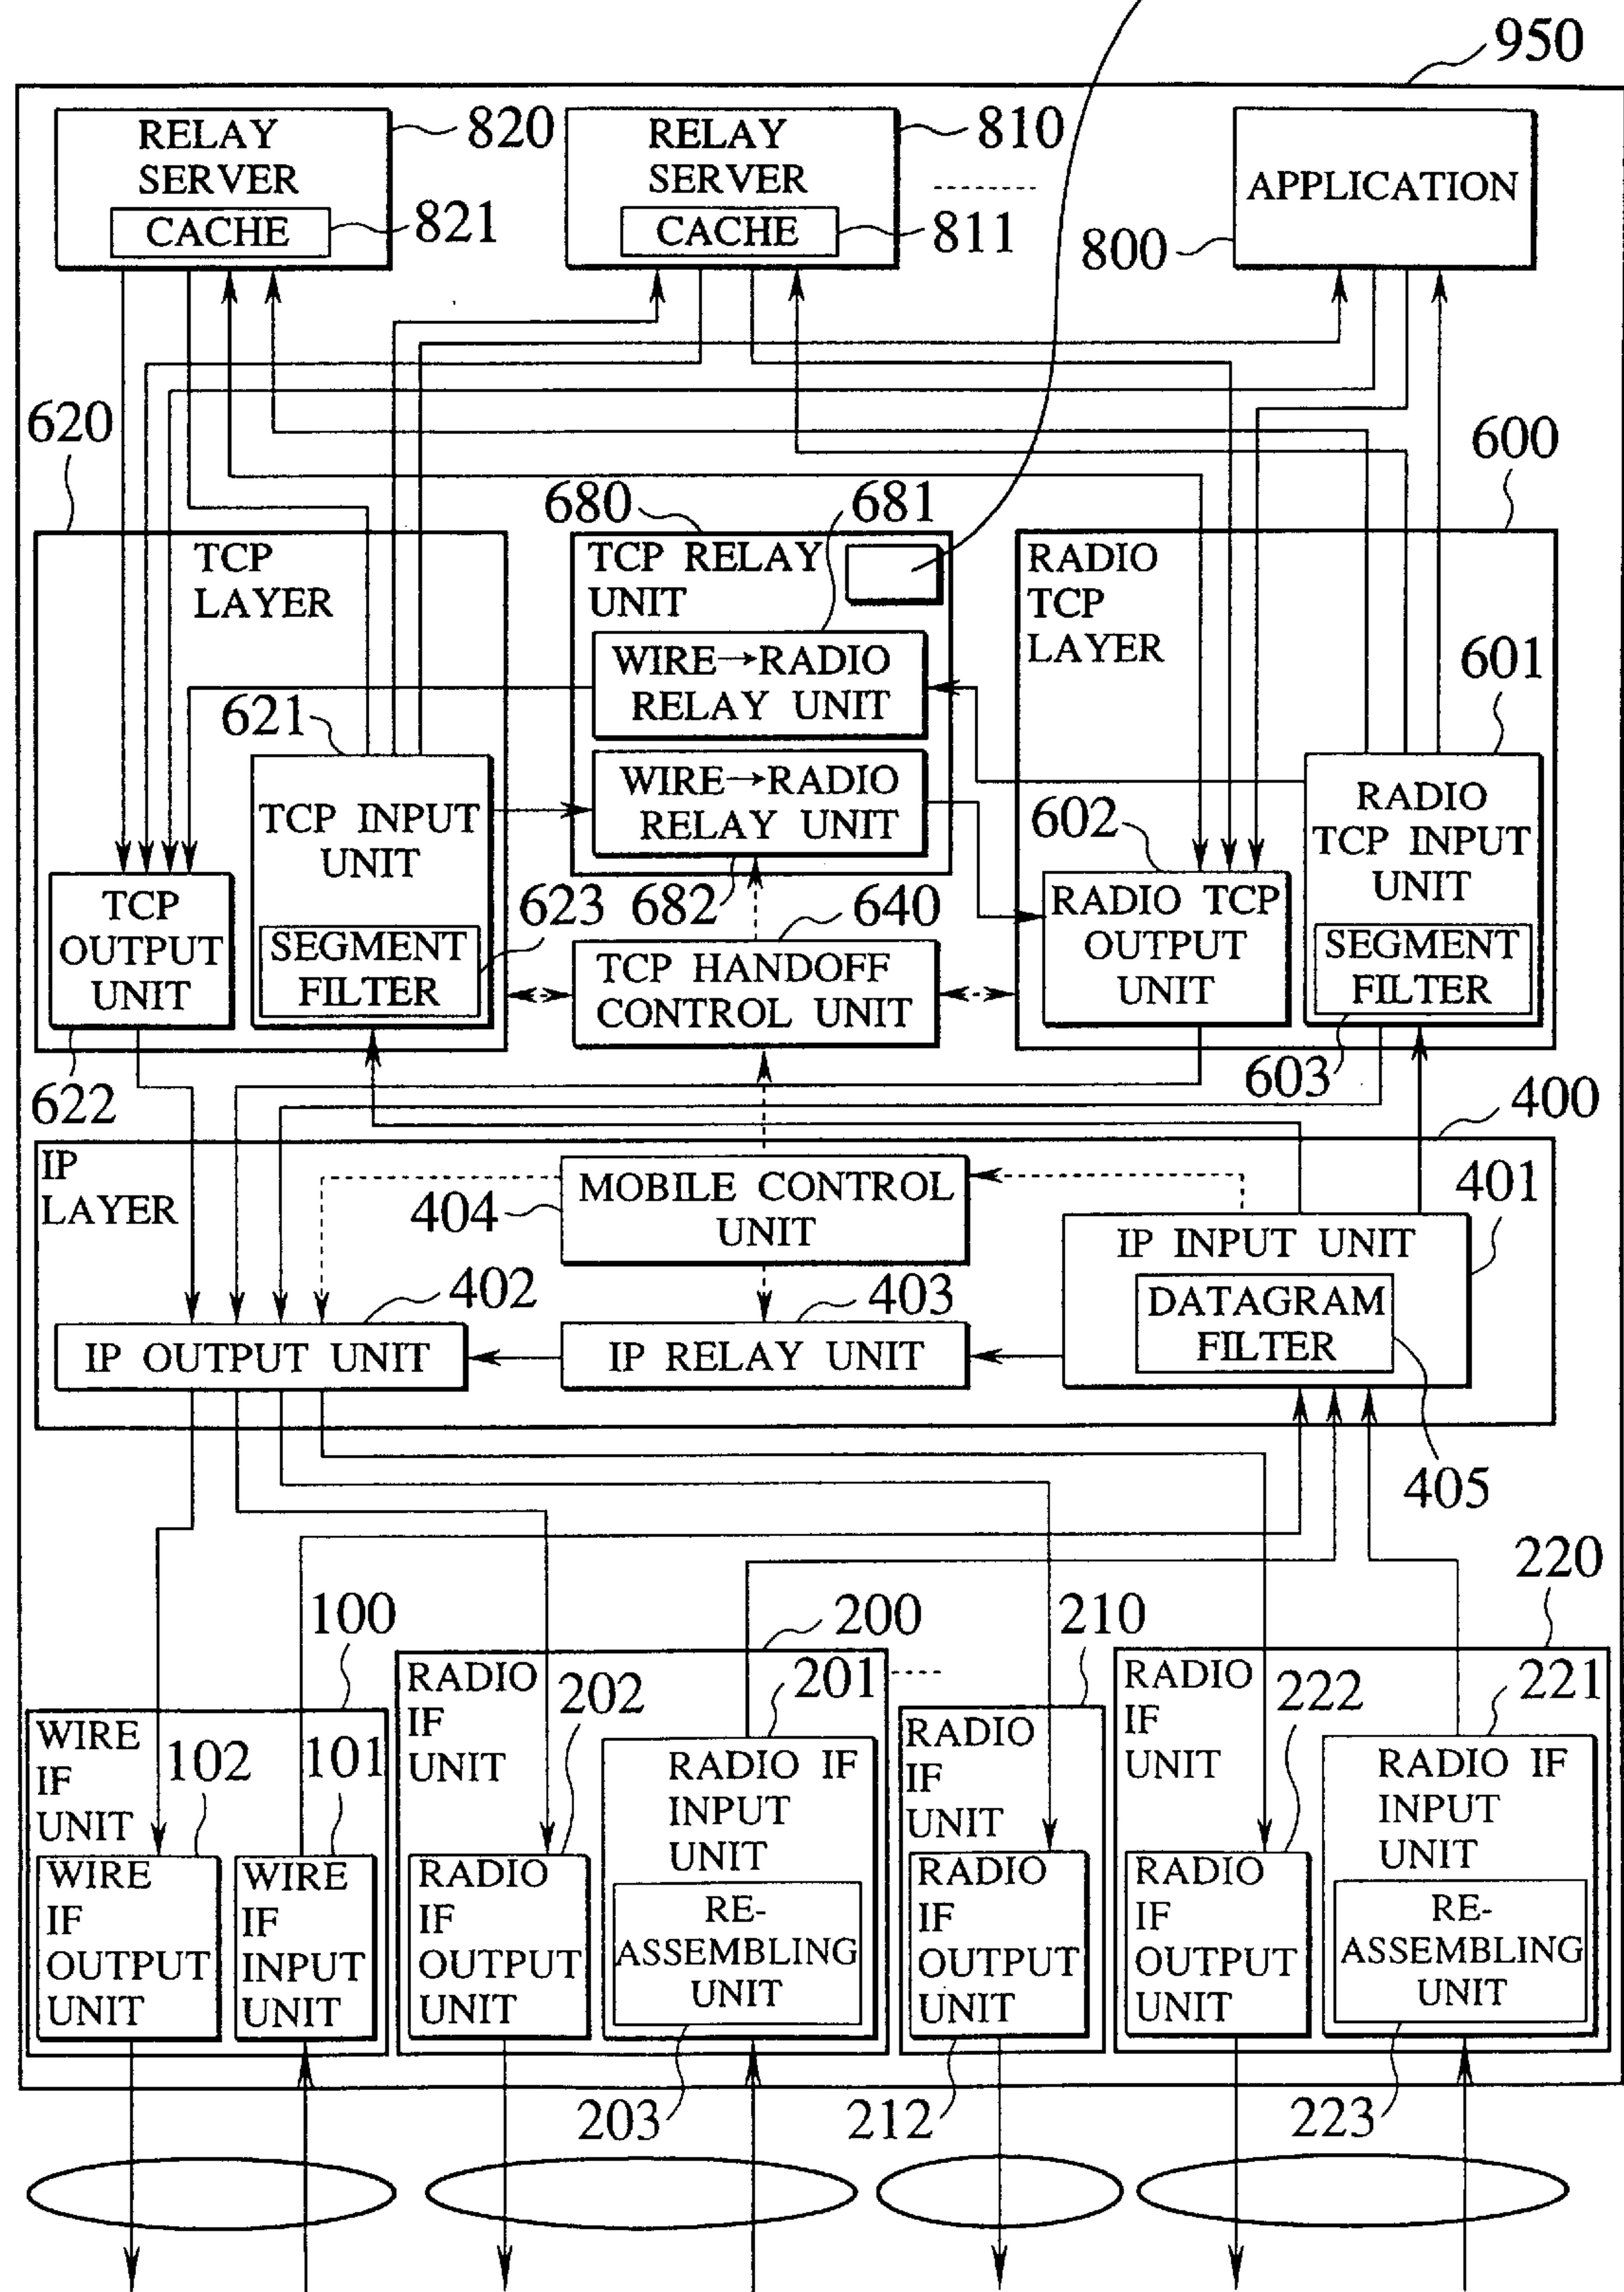 950
RELAY
SERVER
CACHE
820
821
RELAY
SERVER
CACHE
810
811
APPLICATION
800
620
600
TCP
LAYER
680
681
TCP RELAY
UNIT
WIRE→RADIO
RELAY UNIT
WIRE→RADIO
RELAY UNIT
682
RADIO
TCP
LAYER
601
621
TCP INPUT
UNIT
SEGMENT
FILTER
623
TCP
OUTPUT
UNIT
622
640
TCP HANDOFF
CONTROL UNIT
602
RADIO TCP
OUTPUT
UNIT
RADIO
TCP INPUT
UNIT
SEGMENT
FILTER
603
400
IP
LAYER
404
MOBILE CONTROL
UNIT
401
IP INPUT UNIT
DATAGRAM
FILTER
405
402
IP OUTPUT UNIT
403
IP RELAY UNIT
100
WIRE
IF
UNIT
102
101
WIRE
IF
OUTPUT
UNIT
WIRE
IF
INPUT
UNIT
200
RADIO
IF
UNIT
202
201
RADIO
IF
OUTPUT
UNIT
RADIO IF
INPUT
UNIT
RE-
ASSEMBLING
UNIT
203
210
RADIO
IF
UNIT
RADIO
IF
OUTPUT
UNIT
212
220
RADIO
IF
UNIT
222
221
RADIO
IF
OUTPUT
UNIT
RADIO IF
INPUT
UNIT
RE-
ASSEMBLING
UNIT
223